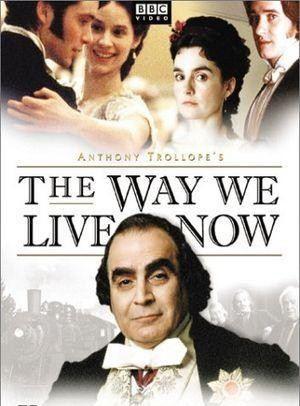 BBC
VIDEO
ANTHONY TROLLOPE'S
THE WAY WE
LIVE NOW